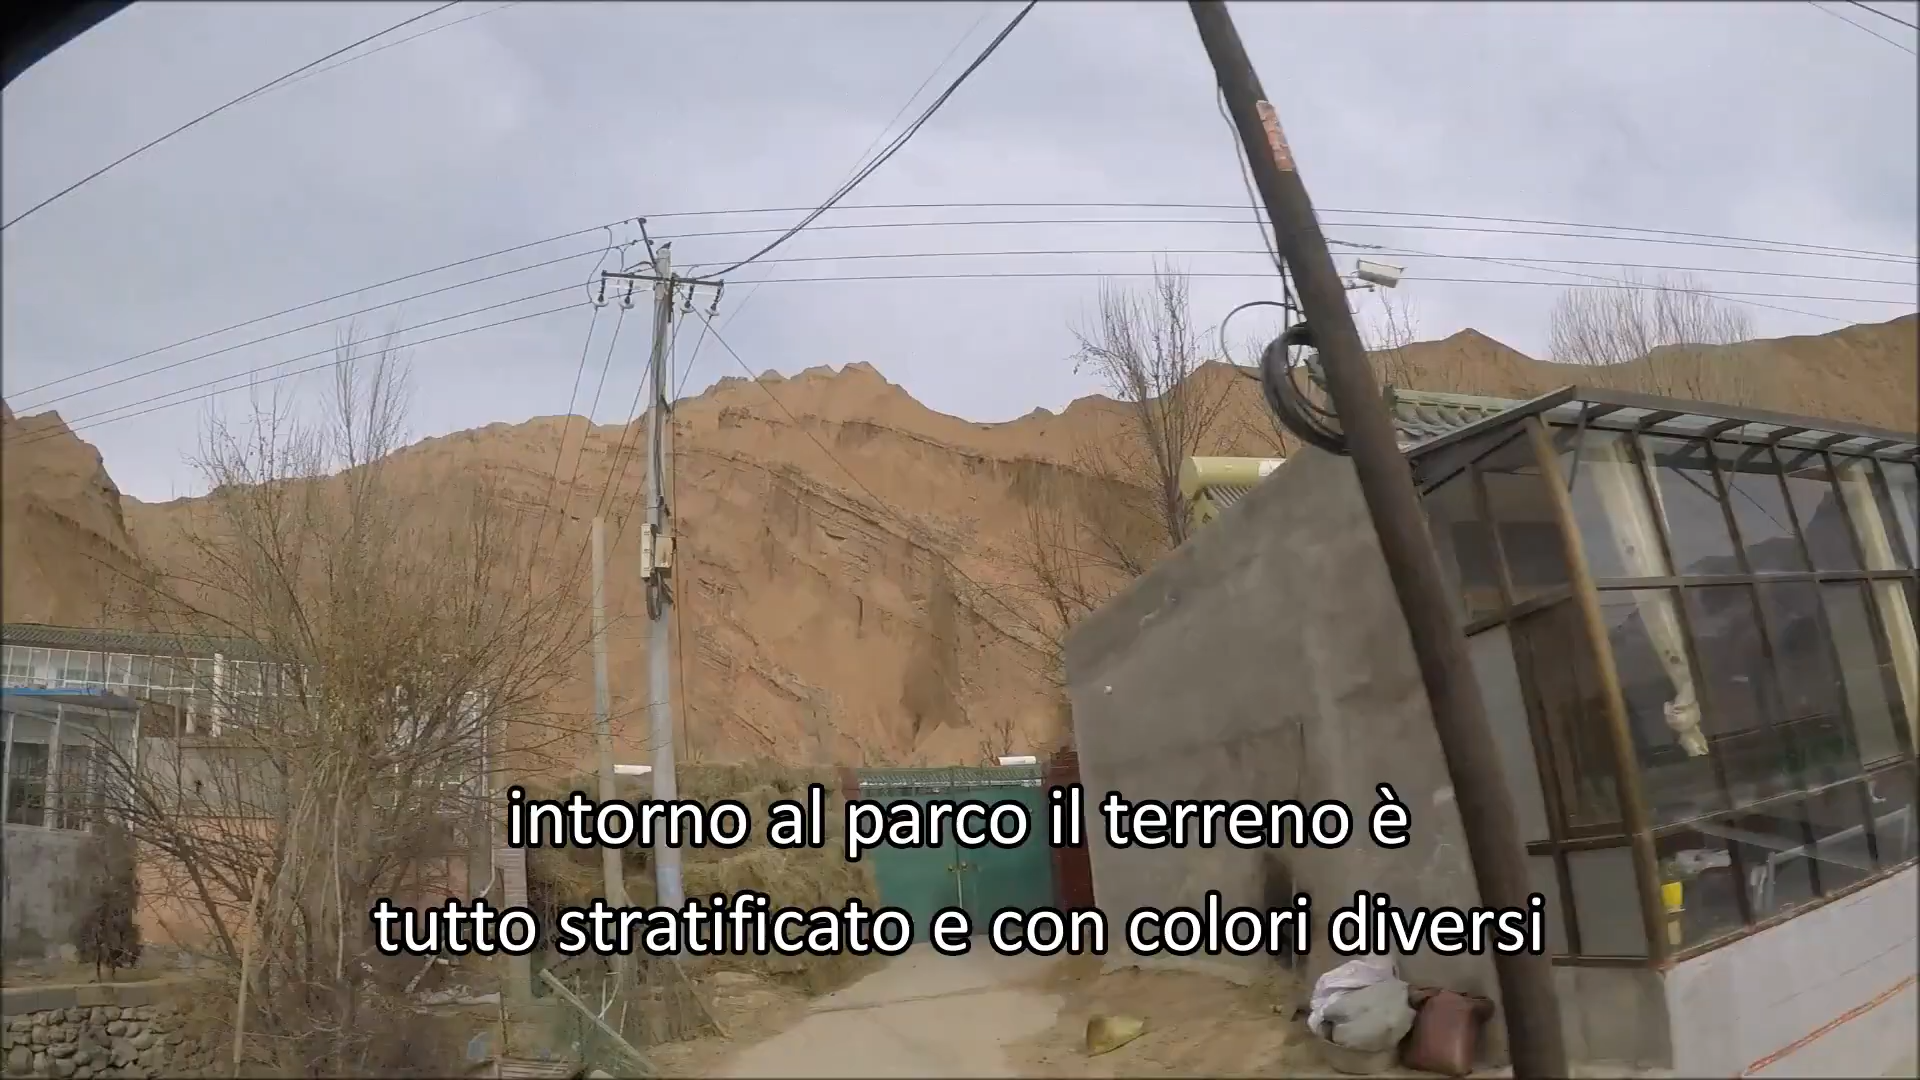 intorno al parco il terreno è
tutto stratificato e con colori diversi